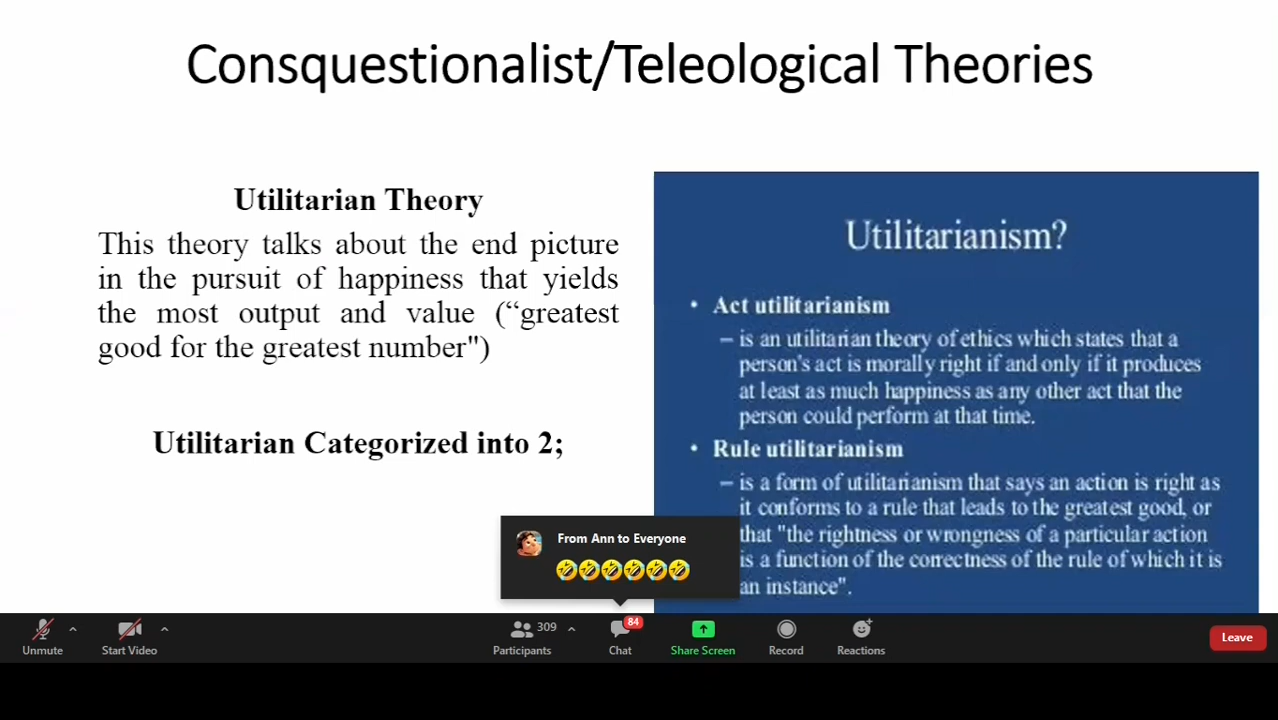 Consquestionalist/Teleological Theories
Utilitarian Theory
This theory talks about the end picture
in the pursuit of happiness that yields
the most output and value (“greatest
good for the greatest number")
Utilitarian Categorized into 2;
Utilitarianism?
• Act utilitarianism
– is an utilitarian theory of ethics which states that a
person's act is morally right if and only if it produces
at least as much happiness as any other act that the
person could perform at that time.
• Rule utilitarianism
– is a form of utilitarianism that says an action is right as
it conforms to a rule that leads to the greatest good, or
that "the rightness or wrongness of a particular action
is a function of the correctness of the rule of which it is
an instance".
From Ann to Everyone
🤣🤣🤣🤣🤣🤣
309
84
Unmute
Start Video
Participants
Chat
Share Screen
Record
Reactions
Leave